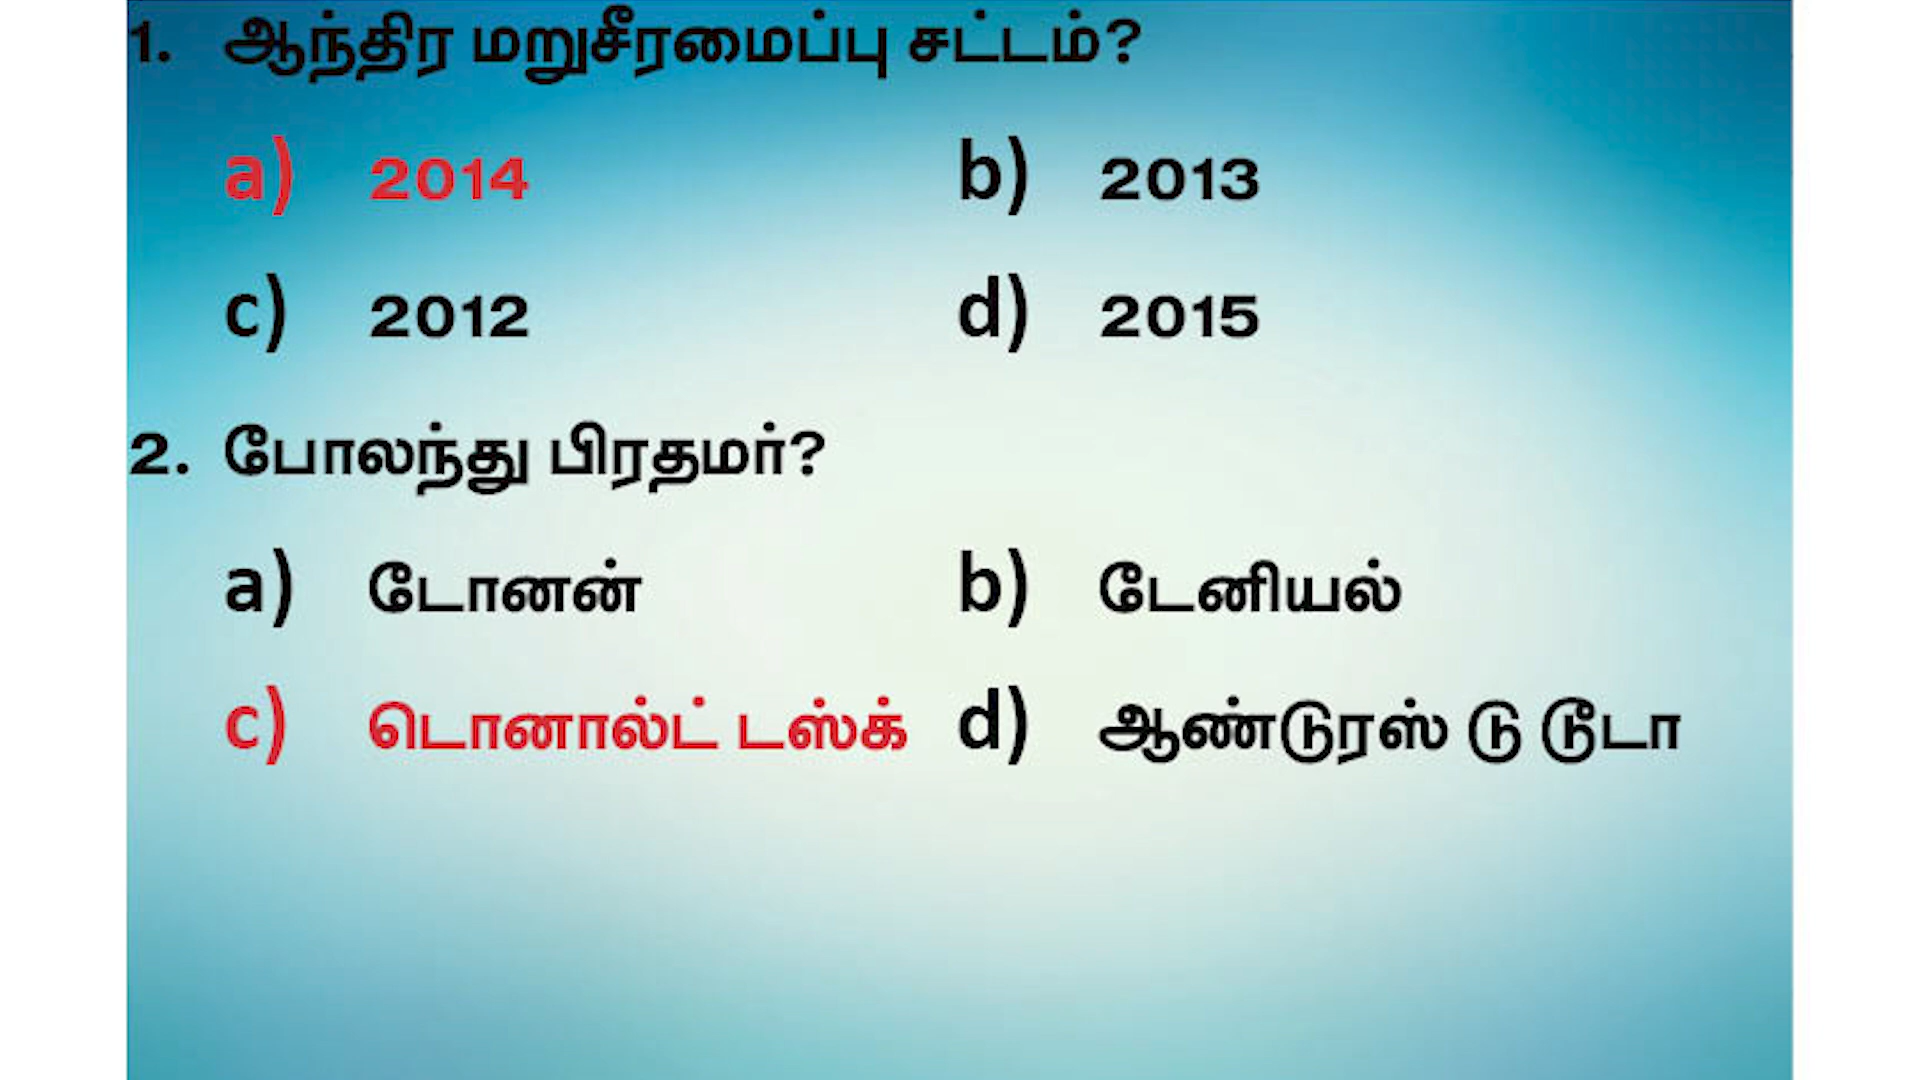 1. ஆந்திர மறுசீரமைப்பு சட்டம்?
a) 2014 b) 2013
c) 2012 d) 2015
2. போலந்து பிரதமர்?
a) டோனன் b) டேனியல்
c) டொனால்ட் டஸ்க் d) ஆண்டுரஸ் டு டூடா